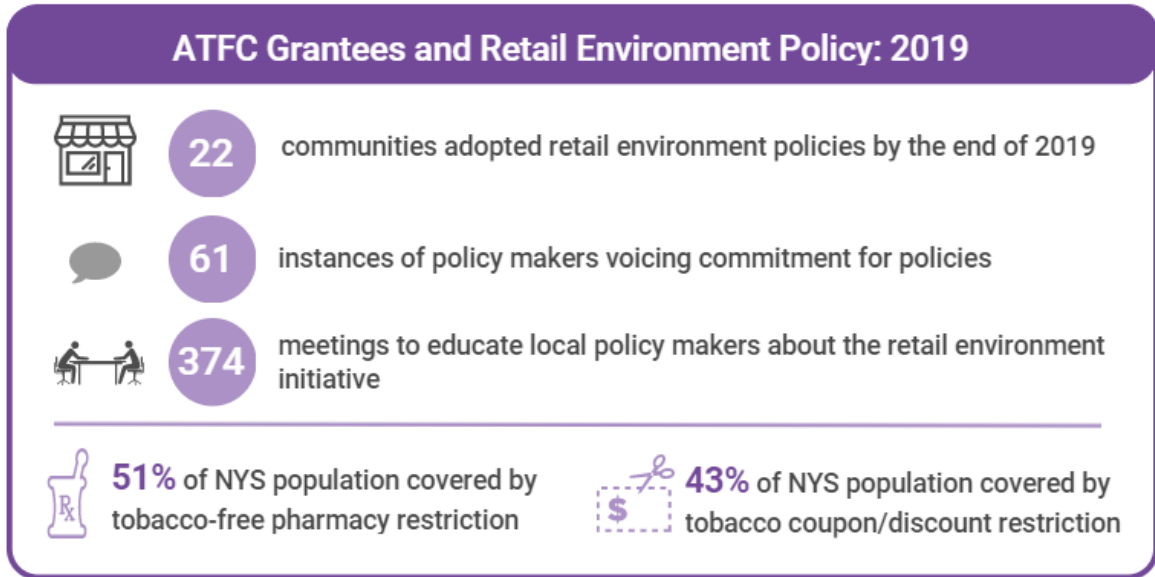 ATFC Grantees and Retail Environment Policy: 2019
22 communities adopted retail environment policies by the end of 2019
61 instances of policy makers voicing commitment for policies
374 meetings to educate local policy makers about the retail environment
initiative
Rx
51% of NYS population covered by
tobacco-free pharmacy restriction
$
43% of NYS population covered by
tobacco coupon/discount restriction